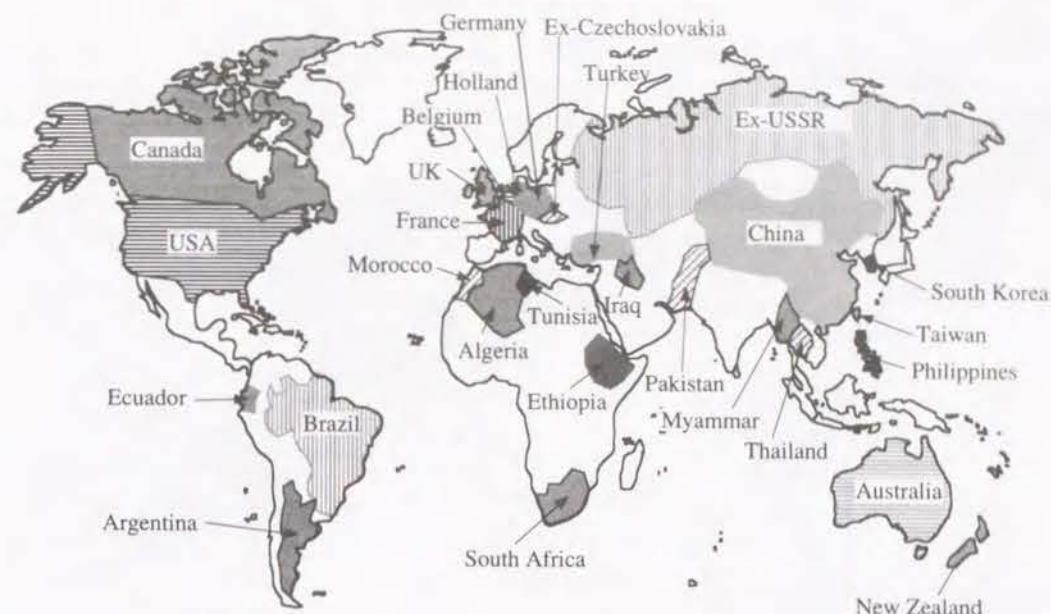 Germany
Ex-Czechoslovakia
Holland
Turkey
Belgium
Ex-USSR
Canada
UK
France
USA
China
Morocco
South Korea
Tunisia
Iraq
Taiwan
Algeria
Philippines
Ecuador
Ethiopia
Pakistan
Brazil
Myammar
Thailand
Australia
Argentina
South Africa
New Zealand